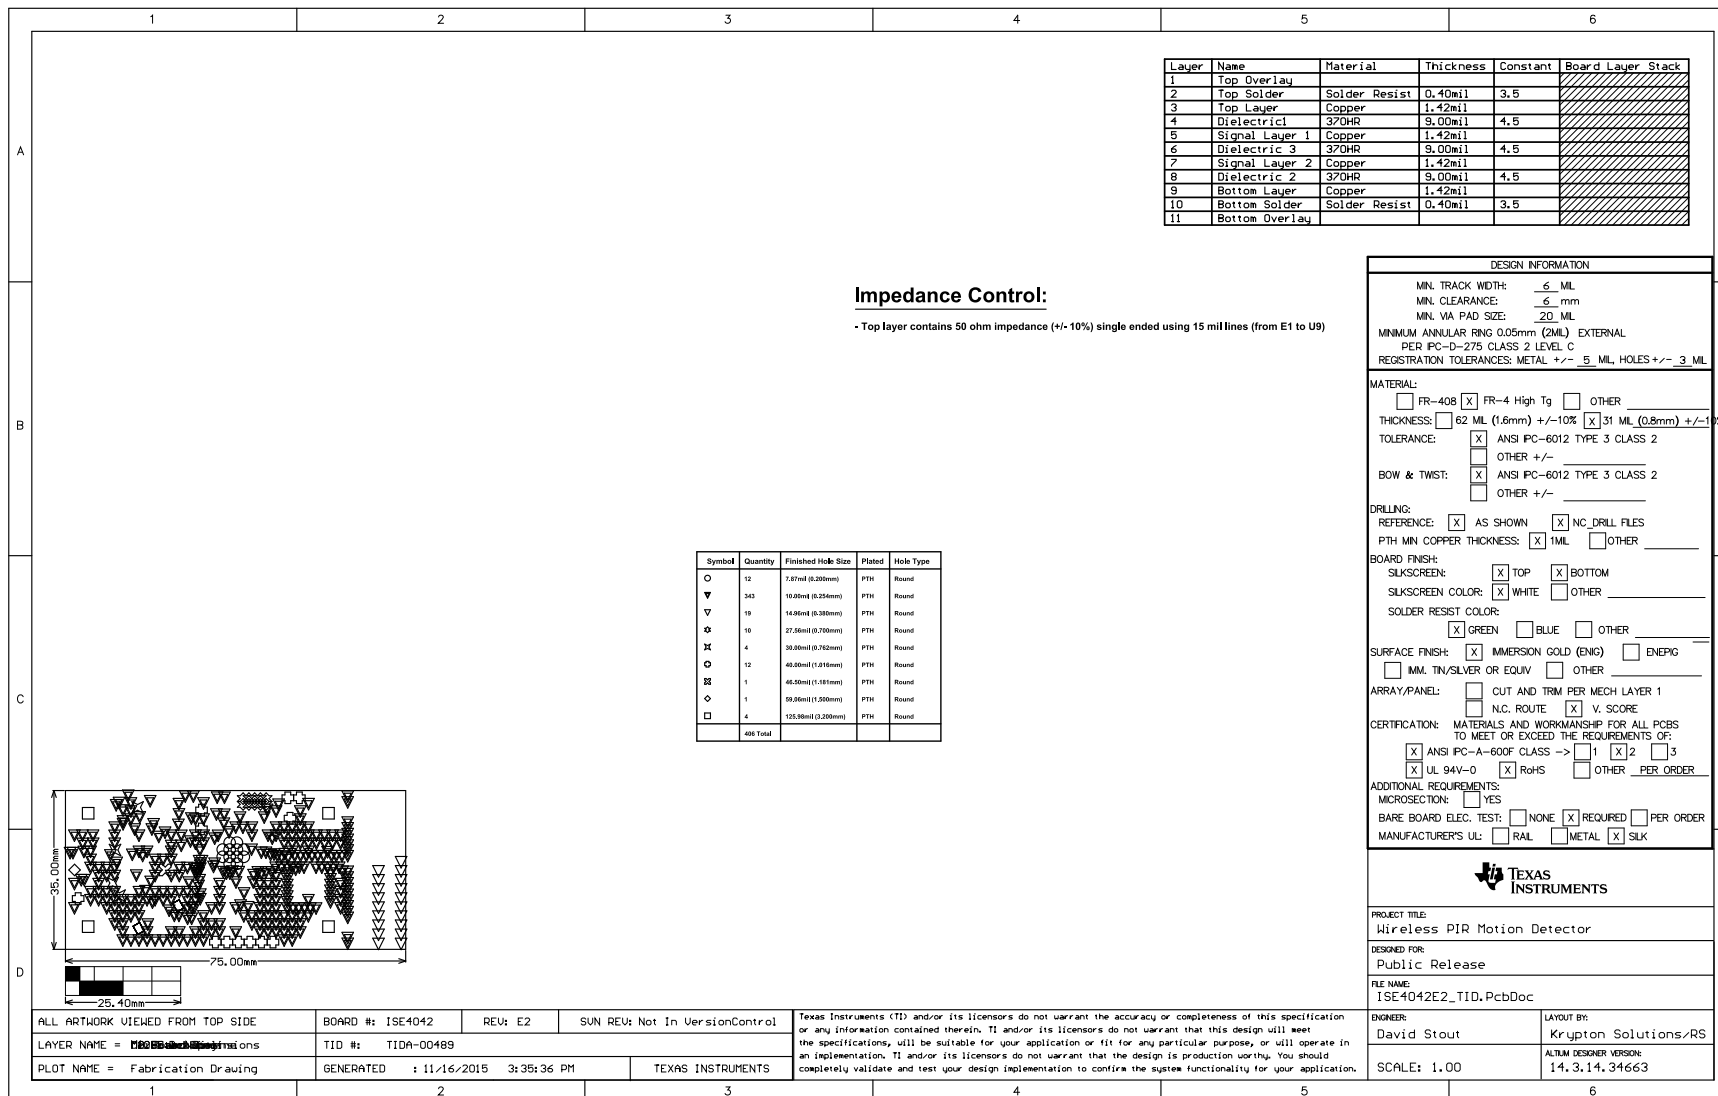 1 2 3 4 5 6
A
B
C
D
Layer Name Material Thickness Constant Board Layer Stack
1 Top Overlay
2 Top Solder Solder Resist 0.40mil 3.5
3 Top Layer Copper 1.42mil
4 Dielectric1 370HR 9.00mil 4.5
5 Signal Layer 1 Copper 1.42mil
6 Dielectric 3 370HR 9.00mil 4.5
7 Signal Layer 2 Copper 1.42mil
8 Dielectric 2 370HR 9.00mil 4.5
9 Bottom Layer Copper 1.42mil
10 Bottom Solder Solder Resist 0.40mil 3.5
11 Bottom Overlay
Impedance Control:
- Top layer contains 50 ohm impedance (+/- 10%) single ended using 15 mil lines (from E1 to U9)
DESIGN INFORMATION
MIN. TRACK WIDTH: 6 MIL
MIN. CLEARANCE: 6 mm
MIN. VIA PAD SIZE: 20 MIL
MINIMUM ANNULAR RING 0.05mm (2MIL) EXTERNAL
PER IPC-D-275 CLASS 2 LEVEL C
REGISTRATION TOLERANCES: METAL +/- 5 MIL, HOLES +/- 3 MIL
MATERIAL:
FR-408 X FR-4 High Tg OTHER
THICKNESS: 62 MIL (1.6mm) +/-10% X 31 MIL (0.8mm) +/-10%
TOLERANCE: X ANSI IPC-6012 TYPE 3 CLASS 2
OTHER +/-
BOW & TWIST: X ANSI IPC-6012 TYPE 3 CLASS 2
OTHER +/-
DRILLING:
REFERENCE: X AS SHOWN X NC_DRILL FILES
PTH MIN COPPER THICKNESS: X 1MIL OTHER
BOARD FINISH:
SILKSCREEN: X TOP X BOTTOM
SILKSCREEN COLOR: X WHITE OTHER
SOLDER RESIST COLOR:
X GREEN BLUE OTHER
SURFACE FINISH: X IMMERSION GOLD (ENIG) ENEPIG
IMM. TIN/SILVER OR EQUIV OTHER
ARRAY/PANEL: CUT AND TRIM PER MECH LAYER 1
N.C. ROUTE X V. SCORE
CERTIFICATION: MATERIALS AND WORKMANSHIP FOR ALL PCBS
TO MEET OR EXCEED THE REQUIREMENTS OF:
X ANSI IPC-A-600F CLASS -> 1 X 2 3
X UL 94V-0 X RoHS OTHER PER ORDER
ADDITIONAL REQUIREMENTS:
MICROSECTION: YES
BARE BOARD ELEC. TEST: NONE X REQUIRED PER ORDER
MANUFACTURER'S UL: RAIL METAL X SILK
Symbol Quantity Finished Hole Size Plated Hole Type
12 7.87mil (0.200mm) PTH Round
343 10.00mil (0.254mm) PTH Round
19 14.96mil (0.380mm) PTH Round
10 27.56mil (0.700mm) PTH Round
4 30.00mil (0.762mm) PTH Round
12 40.00mil (1.016mm) PTH Round
1 46.50mil (1.181mm) PTH Round
1 59.06mil (1.500mm) PTH Round
4 125.98mil (3.200mm) PTH Round
406 Total
35.00mm
75.00mm
25.40mm
TEXAS
INSTRUMENTS
PROJECT TITLE:
Wireless PIR Motion Detector
DESIGNED FOR:
Public Release
FILE NAME:
ISE4042E2_TID.PcbDoc
ENGINEER:
David Stout
LAYOUT BY:
Krypton Solutions/RS
SCALE: 1.00
ALTIUM DESIGNER VERSION:
14.3.14.34663
ALL ARTWORK VIEWED FROM TOP SIDE
BOARD #: ISE4042 REV: E2 SVN REV: Not In VersionControl
LAYER NAME =
TID #: TIDA-00489
PLOT NAME = Fabrication Drawing
GENERATED : 11/16/2015 3:35:36 PM TEXAS INSTRUMENTS
Texas Instruments (TI) and/or its licensors do not warrant the accuracy or completeness of this specification
or any information contained therein. TI and/or its licensors do not warrant that this design will meet
the specifications, will be suitable for your application or fit for any particular purpose, or will operate in
an implementation. TI and/or its licensors do not warrant that the design is production worthy. You should
completely validate and test your design implementation to confirm the system functionality for your application.
1 2 3 4 5 6